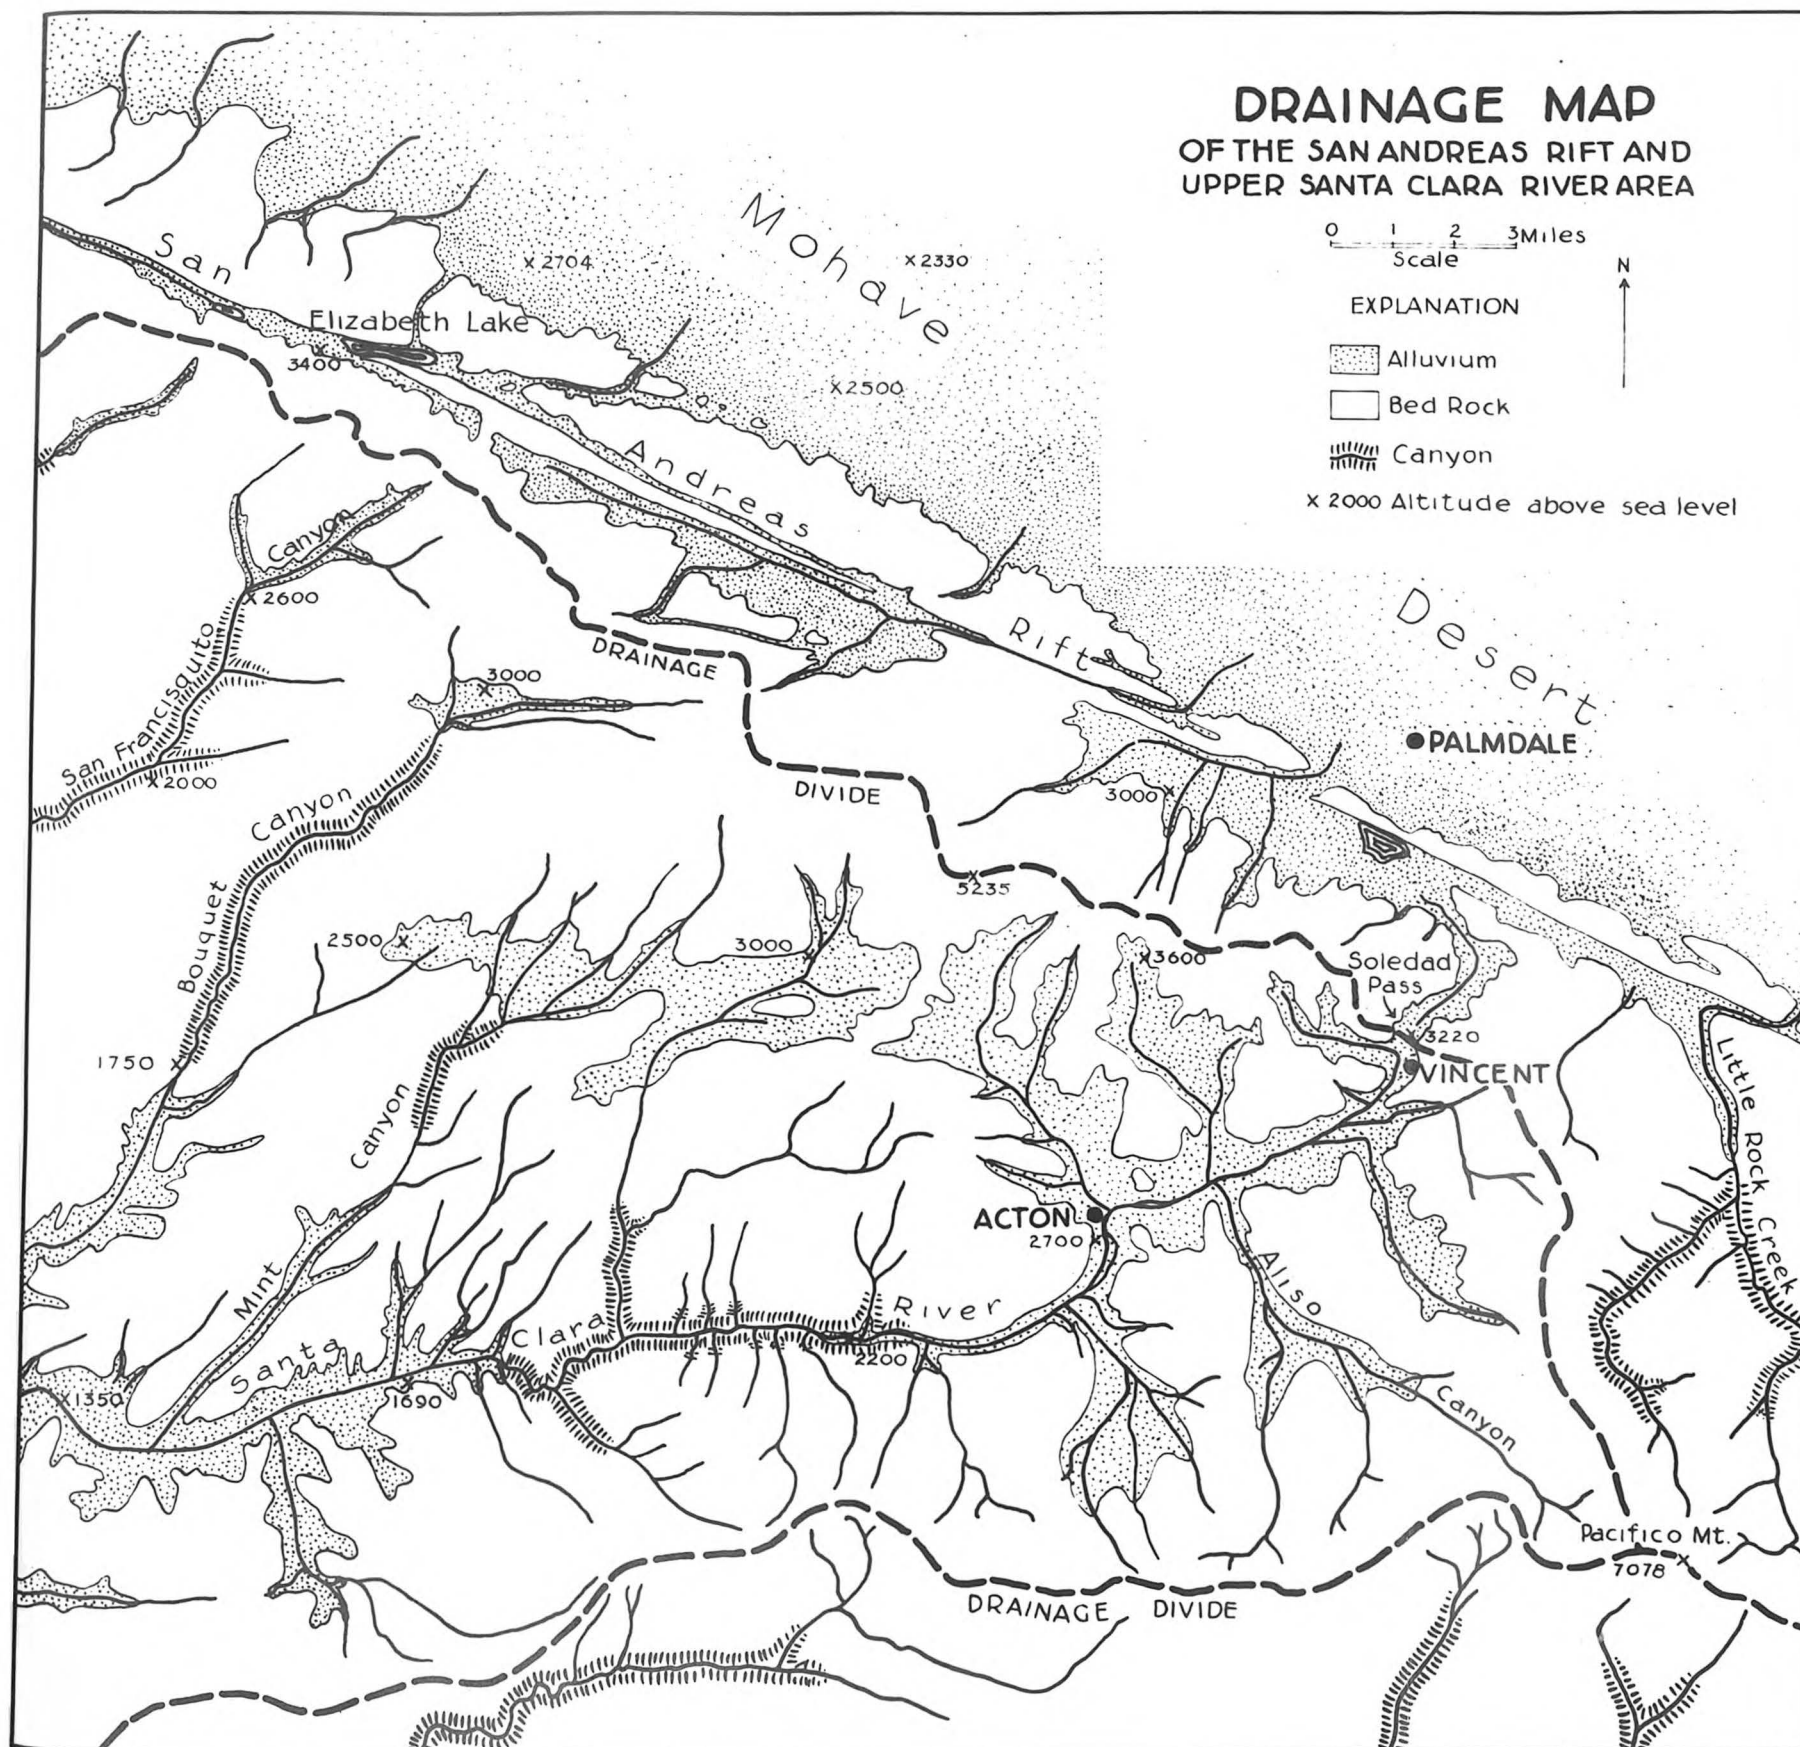 DRAINAGE MAP
OF THE SAN ANDREAS RIFT AND
UPPER SANTA CLARA RIVER AREA
0 1 2 3 Miles
Scale
N
EXPLANATION
Alluvium
Bed Rock
Canyon
x 2000 Altitude above sea level
Mohave
Desert
San
Andreas
Rift
x 2704
x 2330
x 2500
Elizabeth Lake
3400
Canyon
x 2600
San Francisquito
x 2000
DRAINAGE
DIVIDE
3000
Canyon
Bouquet
PALMDALE
3000 x
5235
2500 x
3000
x 3600
Soledad
Pass
3220
VINCENT
1750 x
Canyon
Mint
Little Rock Creek
ACTON
2700 x
Aliso
Canyon
Santa
Clara
River
2200
x 1350
1690
Pacifico Mt.
7078
DRAINAGE DIVIDE